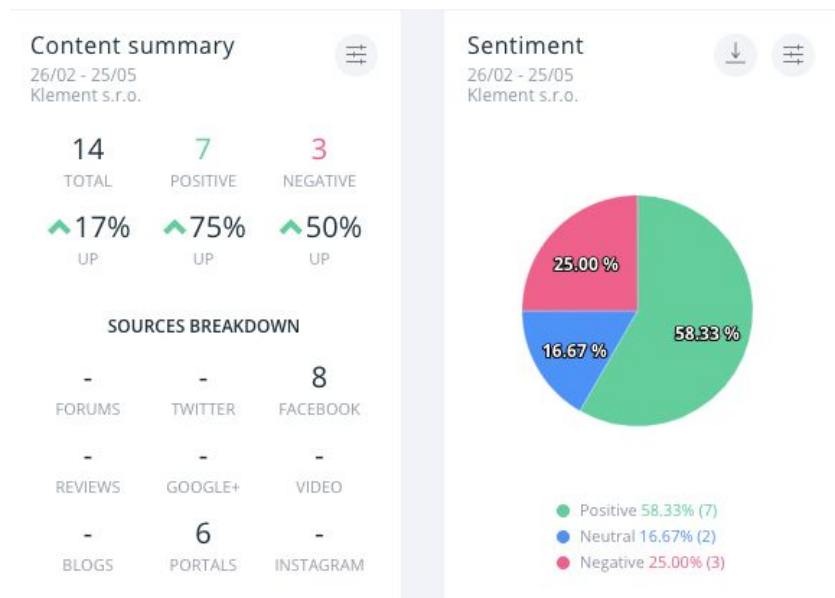 Content summary
26/02 - 25/05
Klement s.r.o.
14 7 3
TOTAL POSITIVE NEGATIVE
17% 75% 50%
UP UP UP
SOURCES BREAKDOWN
- - 8
FORUMS TWITTER FACEBOOK
- - -
REVIEWS GOOGLE+ VIDEO
- 6 -
BLOGS PORTALS INSTAGRAM
Sentiment
26/02 - 25/05
Klement s.r.o.
25.00 %
58.33 %
16.67 %
Positive 58.33% (7)
Neutral 16.67% (2)
Negative 25.00% (3)